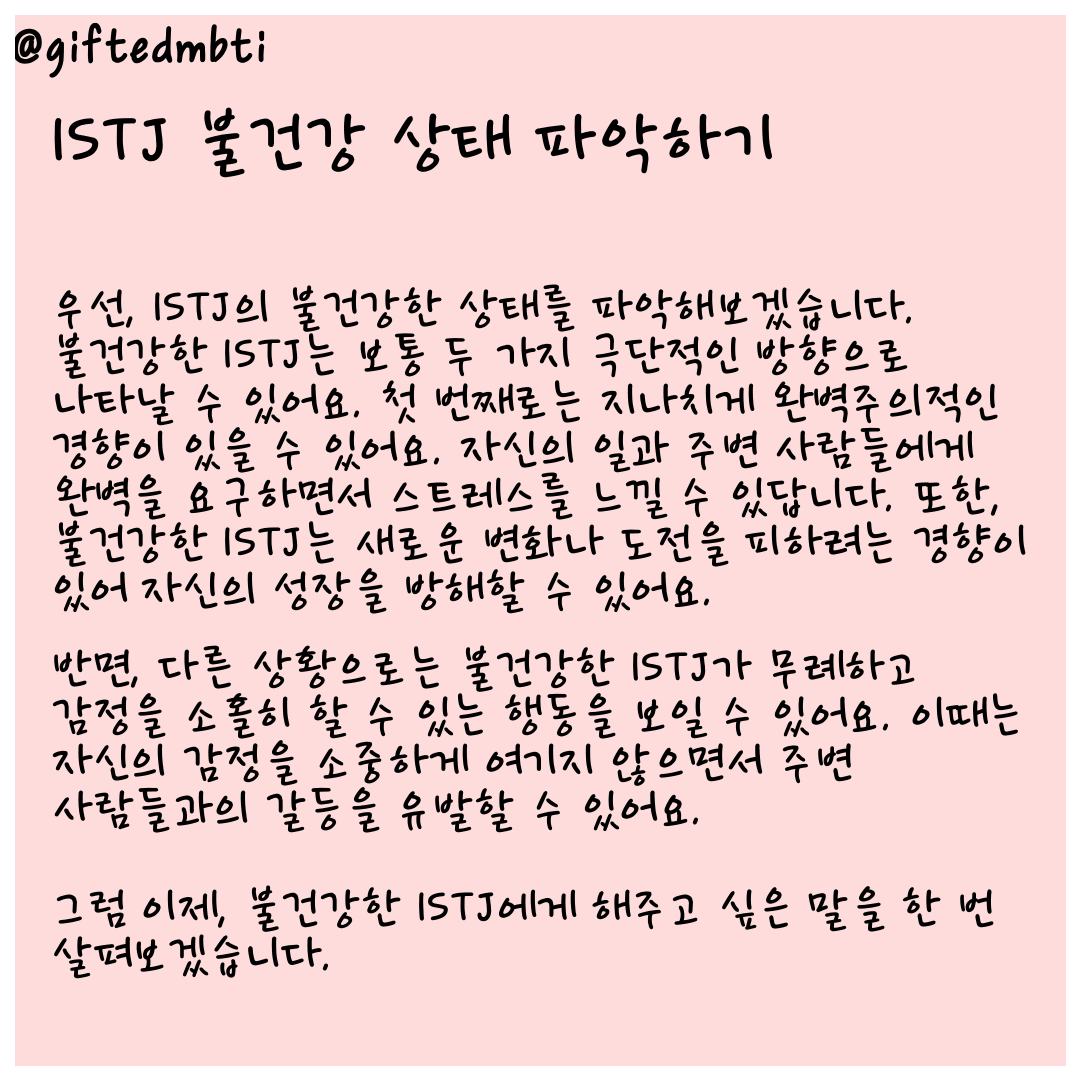 @giftedmbti
ISTJ 불건강 상태 파악하기
우선, ISTJ의 불건강한 상태를 파악해보겠습니다.
불건강한 ISTJ는 보통 두 가지 극단적인 방향으로
나타날 수 있어요. 첫 번째로는 지나치게 완벽주의적인
경향이 있을 수 있어요. 자신의 일과 주변 사람들에게
완벽을 요구하면서 스트레스를 느낄 수 있답니다. 또한,
불건강한 ISTJ는 새로운 변화나 도전을 피하려는 경향이
있어 자신의 성장을 방해할 수 있어요.
반면, 다른 상황으로는 불건강한 ISTJ가 무례하고
감정을 소홀히 할 수 있는 행동을 보일 수 있어요. 이때는
자신의 감정을 소중하게 여기지 않으면서 주변
사람들과의 갈등을 유발할 수 있어요.
그럼 이제, 불건강한 ISTJ에게 해주고 싶은 말을 한 번
살펴보겠습니다.